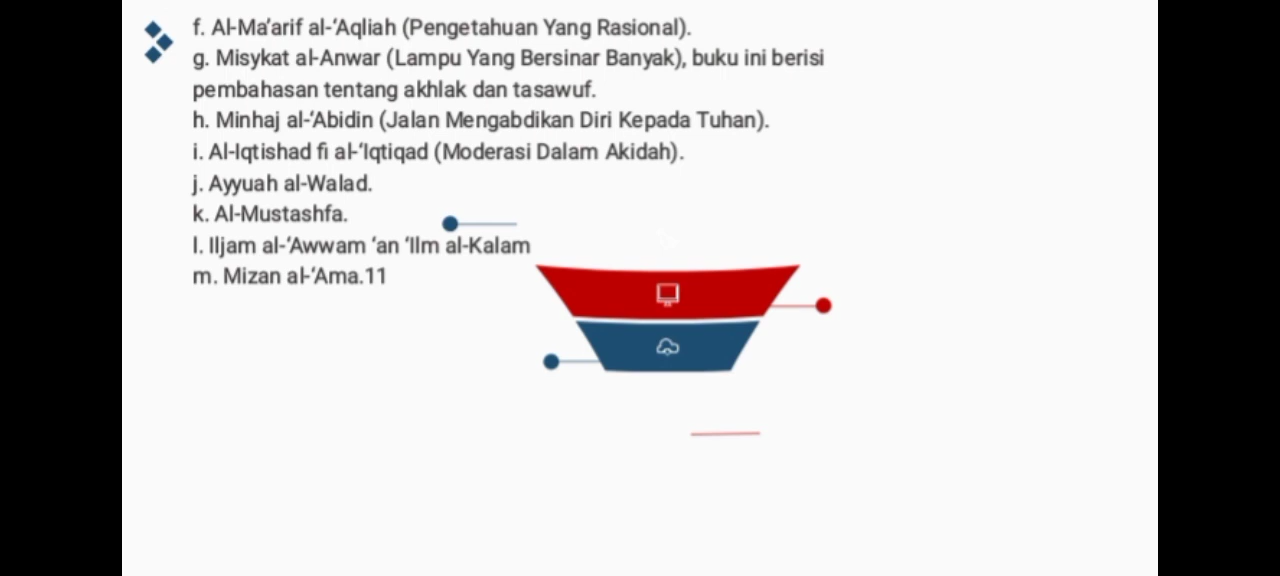 f. Al-Ma’arif al-‘Aqliah (Pengetahuan Yang Rasional).
g. Misykat al-Anwar (Lampu Yang Bersinar Banyak), buku ini berisi
pembahasan tentang akhlak dan tasawuf.
h. Minhaj al-‘Abidin (Jalan Mengabdikan Diri Kepada Tuhan).
i. Al-Iqtishad fi al-‘Iqtiqad (Moderasi Dalam Akidah).
j. Ayyuah al-Walad.
k. Al-Mustashfa.
l. Iljam al-‘Awwam ‘an ‘Ilm al-Kalam
m. Mizan al-‘Ama.11